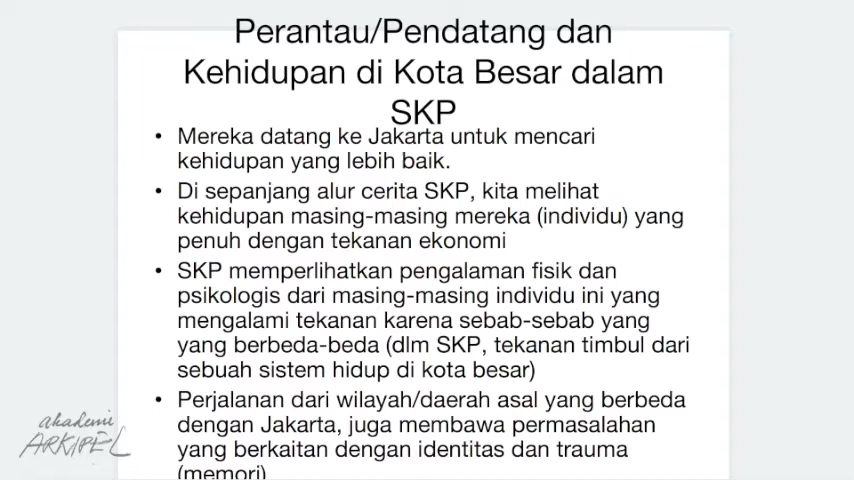 Perantau/Pendatang dan
Kehidupan di Kota Besar dalam
SKP
• Mereka datang ke Jakarta untuk mencari
kehidupan yang lebih baik.
• Di sepanjang alur cerita SKP, kita melihat
kehidupan masing-masing mereka (individu) yang
penuh dengan tekanan ekonomi
• SKP memperlihatkan pengalaman fisik dan
psikologis dari masing-masing individu ini yang
mengalami tekanan karena sebab-sebab yang
yang berbeda-beda (dlm SKP, tekanan timbul dari
sebuah sistem hidup di kota besar)
• Perjalanan dari wilayah/daerah asal yang berbeda
dengan Jakarta, juga membawa permasalahan
yang berkaitan dengan identitas dan trauma
(memori)
akademi
ARKIPEL